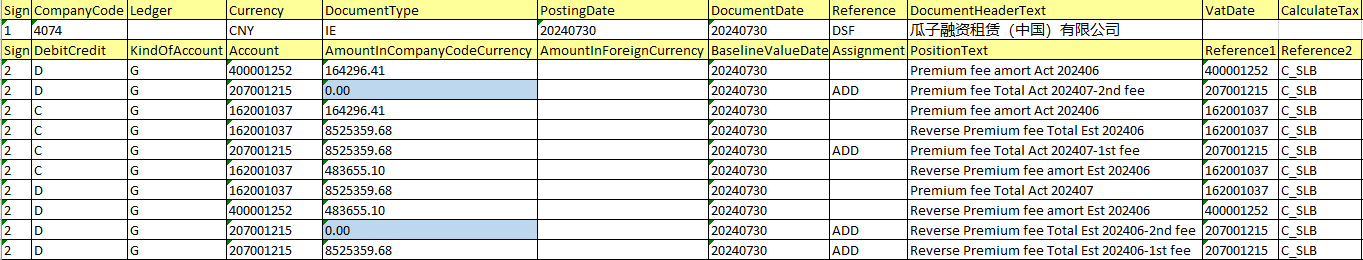 Sign CompanyCode Ledger Currency DocumentType PostingDate DocumentDate Reference DocumentHeaderText VatDate CalculateTax
1 4074 CNY IE 20240730 20240730 DSF 瓜子融资租赁（中国）有限公司
Sign DebitCredit KindOfAccount Account AmountInCompanyCodeCurrency AmountInForeignCurrency BaselineValueDate Assignment PositionText Reference1 Reference2
2 D G 400001252 164296.41 20240730 Premium fee amort Act 202406 400001252 C_SLB
2 D G 207001215 0.00 20240730 ADD Premium fee Total Act 202407-2nd fee 207001215 C_SLB
2 C G 162001037 164296.41 20240730 Premium fee amort Act 202406 162001037 C_SLB
2 C G 162001037 8525359.68 20240730 Reverse Premium fee Total Est 202406 162001037 C_SLB
2 C G 207001215 8525359.68 20240730 ADD Premium fee Total Act 202407-1st fee 207001215 C_SLB
2 C G 162001037 483655.10 20240730 Reverse Premium fee amort Est 202406 162001037 C_SLB
2 D G 162001037 8525359.68 20240730 Premium fee Total Act 202407 162001037 C_SLB
2 D G 400001252 483655.10 20240730 Reverse Premium fee amort Est 202406 400001252 C_SLB
2 D G 207001215 0.00 20240730 ADD Reverse Premium fee Total Est 202406-2nd fee 207001215 C_SLB
2 D G 207001215 8525359.68 20240730 ADD Reverse Premium fee Total Est 202406-1st fee 207001215 C_SLB